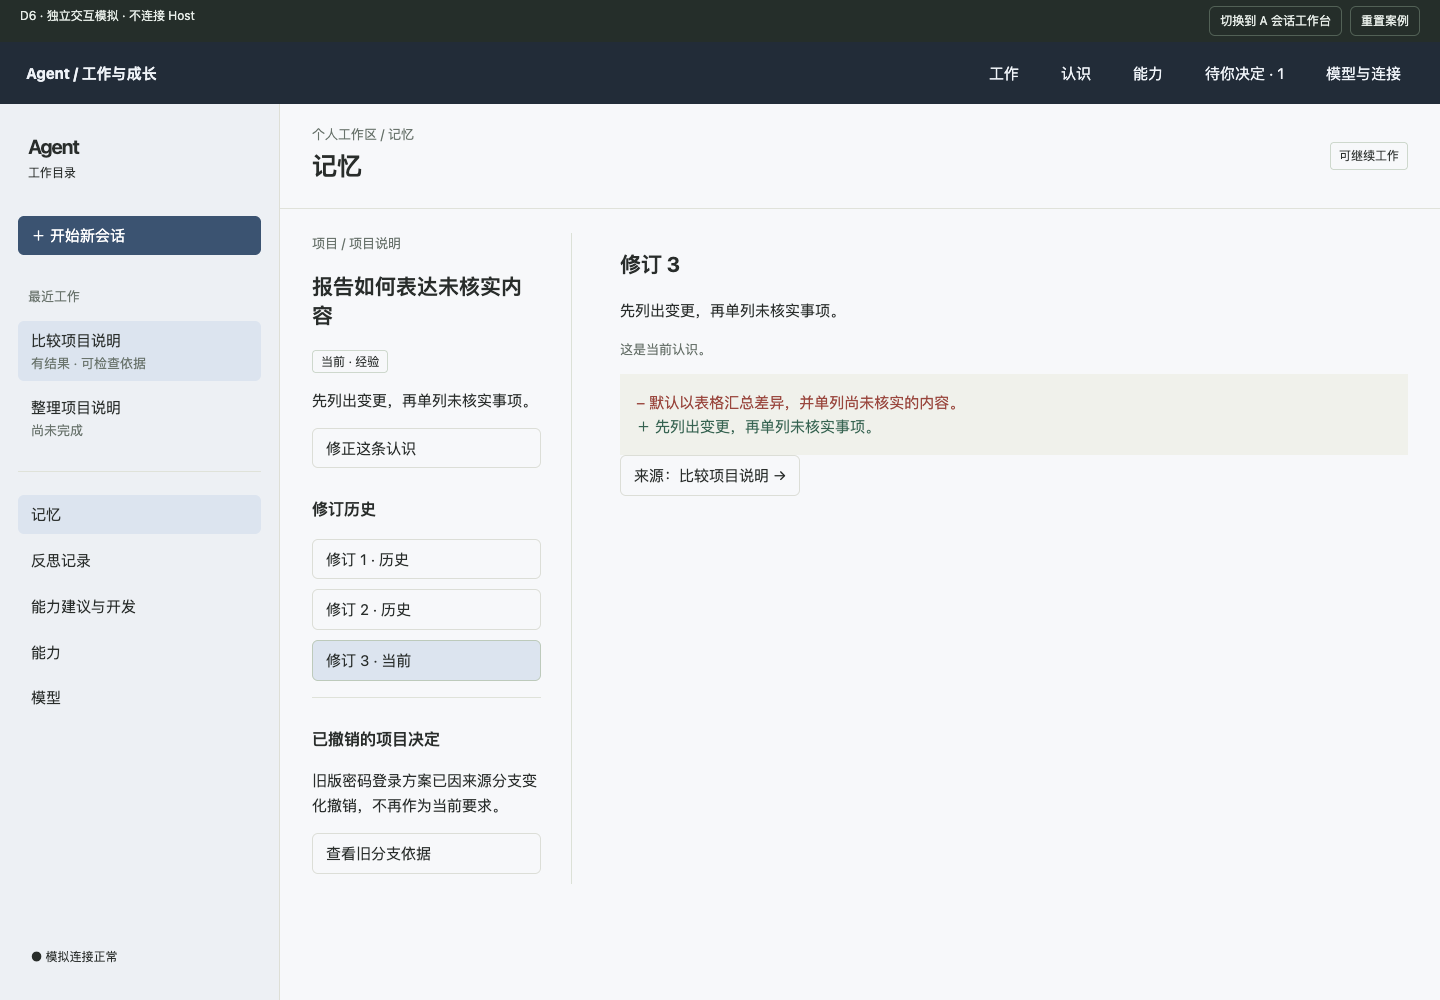 D6 · 独立交互模拟 · 不连接 Host
切换到 A 会话工作台
重置案例
Agent / 工作与成长
工作
认识
能力
待你决定 · 1
模型与连接
Agent
工作目录
＋ 开始新会话
最近工作
比较项目说明
有结果 · 可检查依据
整理项目说明
尚未完成
记忆
反思记录
能力建议与开发
能力
模型
● 模拟连接正常
个人工作区 / 记忆
记忆
可继续工作
项目 / 项目说明
报告如何表达未核实内
容
当前 · 经验
先列出变更，再单列未核实事项。
修正这条认识
修订历史
修订 1 · 历史
修订 2 · 历史
修订 3 · 当前
已撤销的项目决定
旧版密码登录方案已因来源分支变
化撤销，不再作为当前要求。
查看旧分支依据
修订 3
先列出变更，再单列未核实事项。
这是当前认识。
− 默认以表格汇总差异，并单列尚未核实的内容。
＋ 先列出变更，再单列未核实事项。
来源：比较项目说明 →